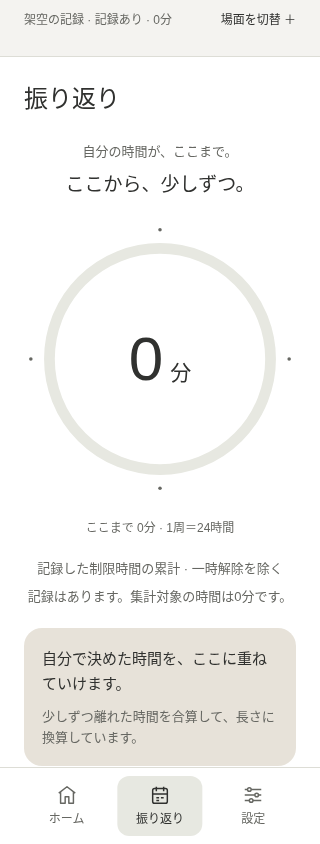 架空の記録 · 記録あり · 0分
場面を切替 ＋
振り返り
自分の時間が、ここまで。
ここから、少しずつ。
0 分
ここまで 0分 · 1周＝24時間
記録した制限時間の累計 · 一時解除を除く
記録はあります。集計対象の時間は0分です。
自分で決めた時間を、ここに重ね
ていけます。
少しずつ離れた時間を合算して、長さに
換算しています。
ホーム
振り返り
設定